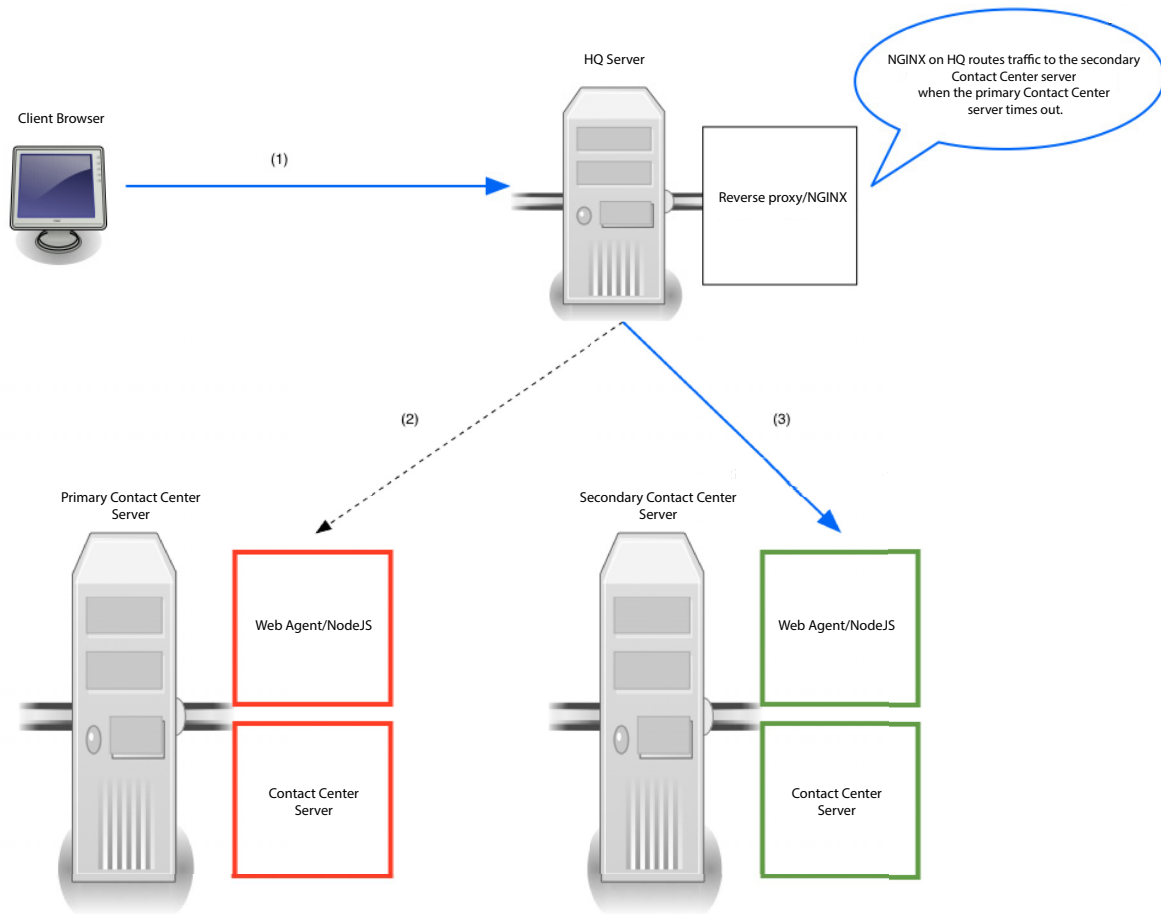 HQ Server
NGINX on HQ routes traffic to the secondary
Contact Center server
when the primary Contact Center
server times out.
Client Browser
(1)
Reverse proxy/NGINX
(2)
(3)
Primary Contact Center
Server
Web Agent/NodeJS
Contact Center
Server
Secondary Contact Center
Server
Web Agent/NodeJS
Contact Center
Server